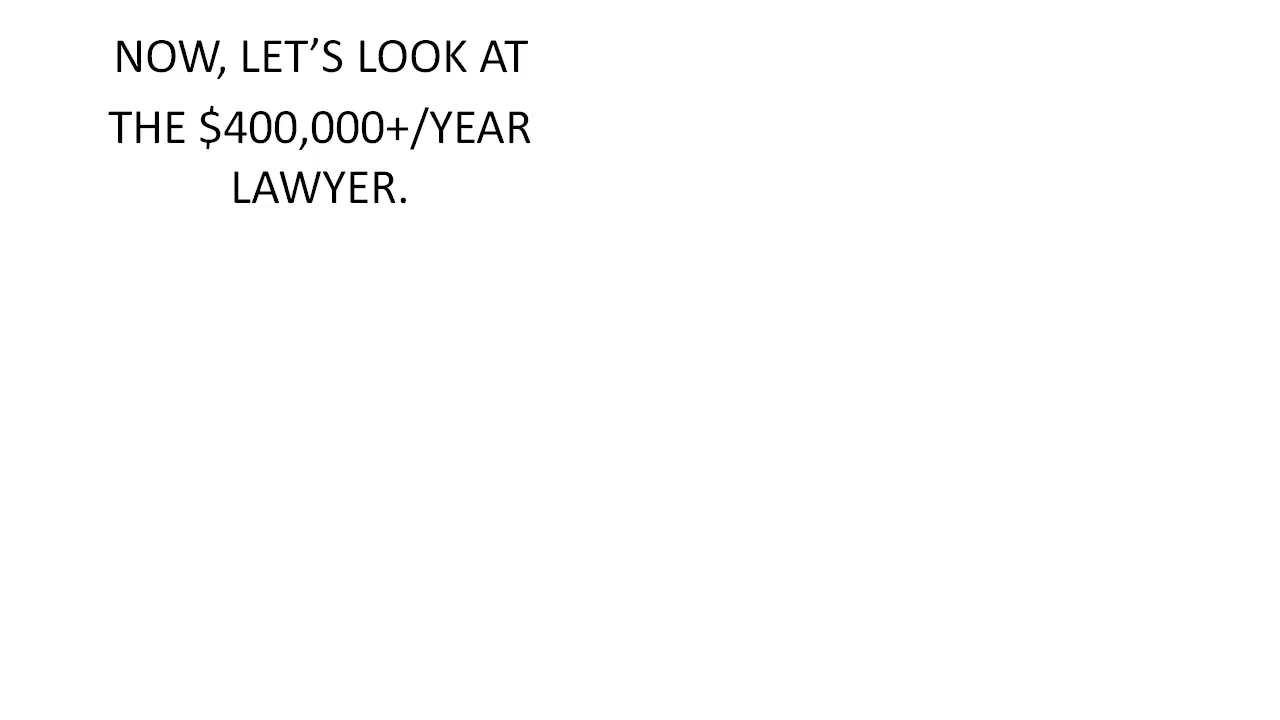 NOW, LET’S LOOK AT
THE $400,000+/YEAR
LAWYER.